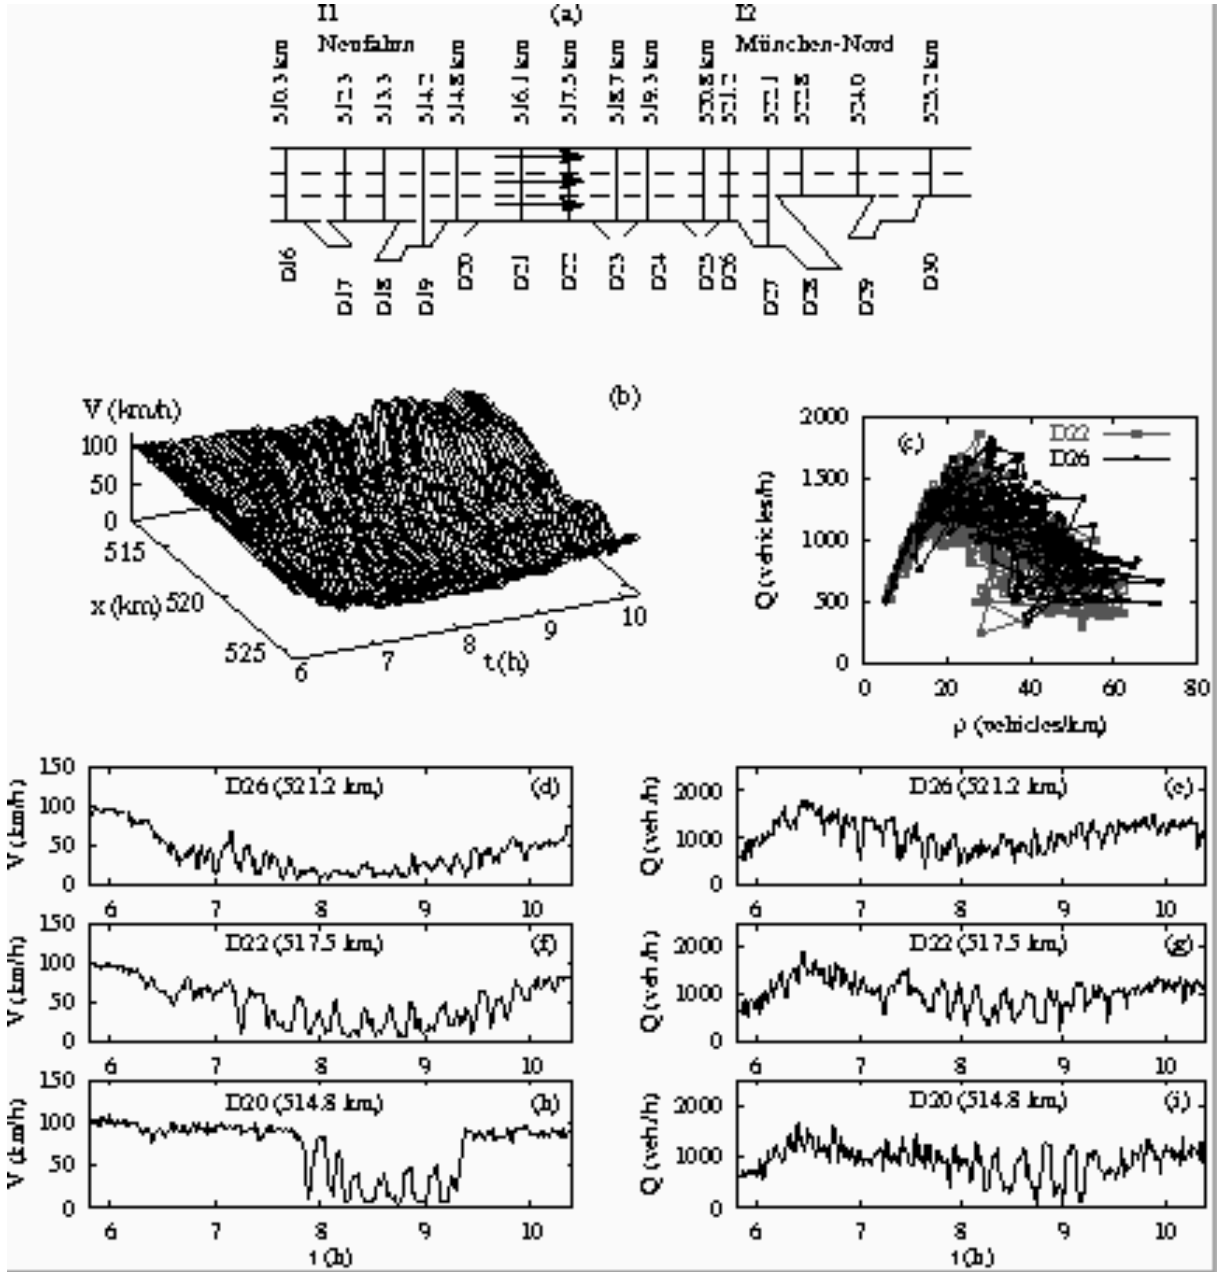 I1 (a) I2
Neufahrn München-Nord
510.3 km 512.3 513.3 514.2 514.8 km 516.1 km 517.5 km 518.7 km 519.3 km 520.8 km 521.2 522.1 522.8 524.0 525.2 km
D16 D17 D18 D19 D20 D21 D22 D23 D24 D25 D26 D27 D28 D29 D30
(b)
V (km/h)
100
50
0
515
x (km) 520
525
6 7 8 9 10
t (h)
(c)
D22
D26
Q (vehicles/h)
2000
1500
1000
500
0
0 20 40 60 80
ρ (vehicles/km)
D26 (521.2 km) (d)
V (km/h)
150
100
50
0
6 7 8 9 10
D26 (521.2 km) (e)
Q (veh./h)
2000
1000
0
6 7 8 9 10
D22 (517.5 km) (f)
V (km/h)
150
100
50
0
6 7 8 9 10
D22 (517.5 km) (g)
Q (veh./h)
2000
1000
0
6 7 8 9 10
D20 (514.8 km) (h)
V (km/h)
150
100
50
0
6 7 8 9 10
t (h)
D20 (514.8 km) (i)
Q (veh./h)
2000
1000
0
6 7 8 9 10
t (h)